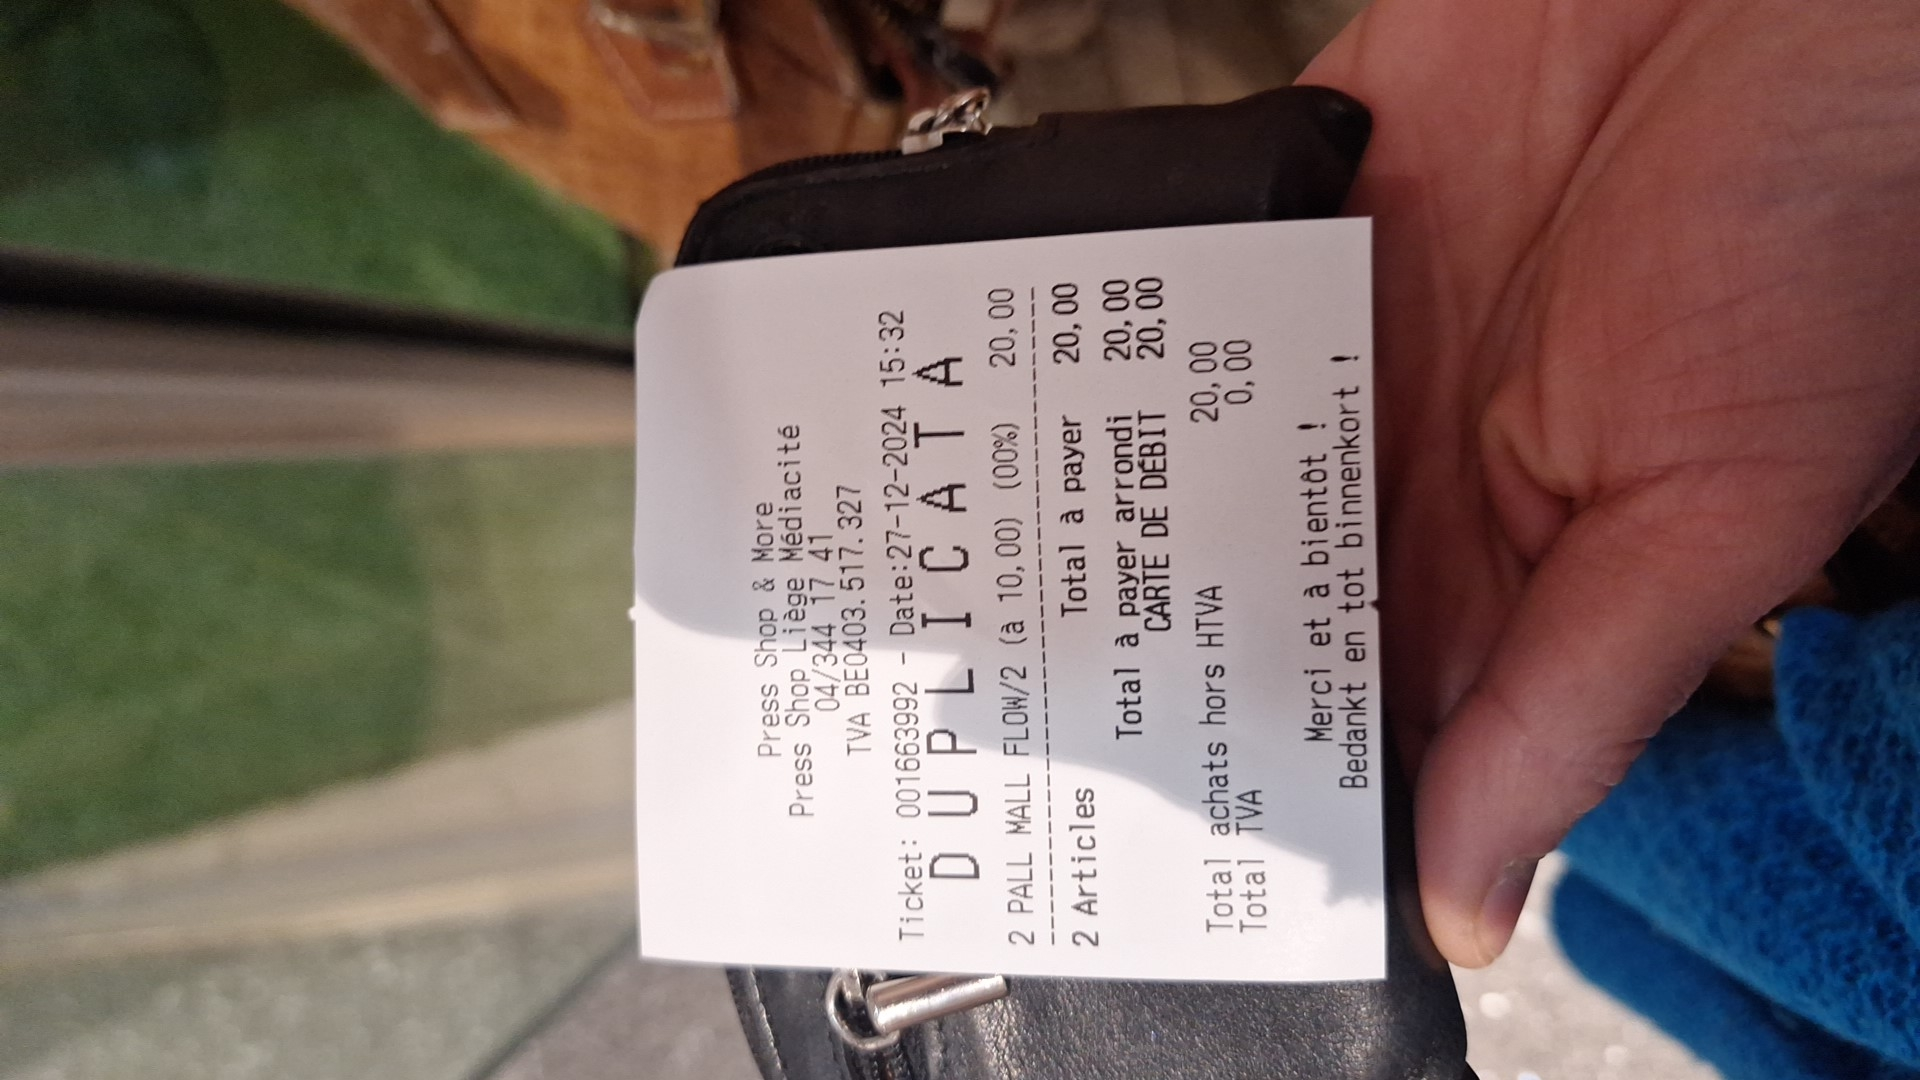 Press Shop & More
Press Shop Liège Médiacité
04/344 17 41
TVA BE0403.517.327
Ticket: 001663992 - Date:27-12-2024 15:32
D U P L I C A T A
2 PALL MALL FLOW/2 (à 10,00) (00%) 20,00
2 Articles Total à payer 20,00
Total à payer arrondi 20,00
CARTE DE DÉBIT 20,00
Total achats hors HTVA 20,00
Total TVA 0,00
Merci et à bientôt !
Bedankt en tot binnenkort !